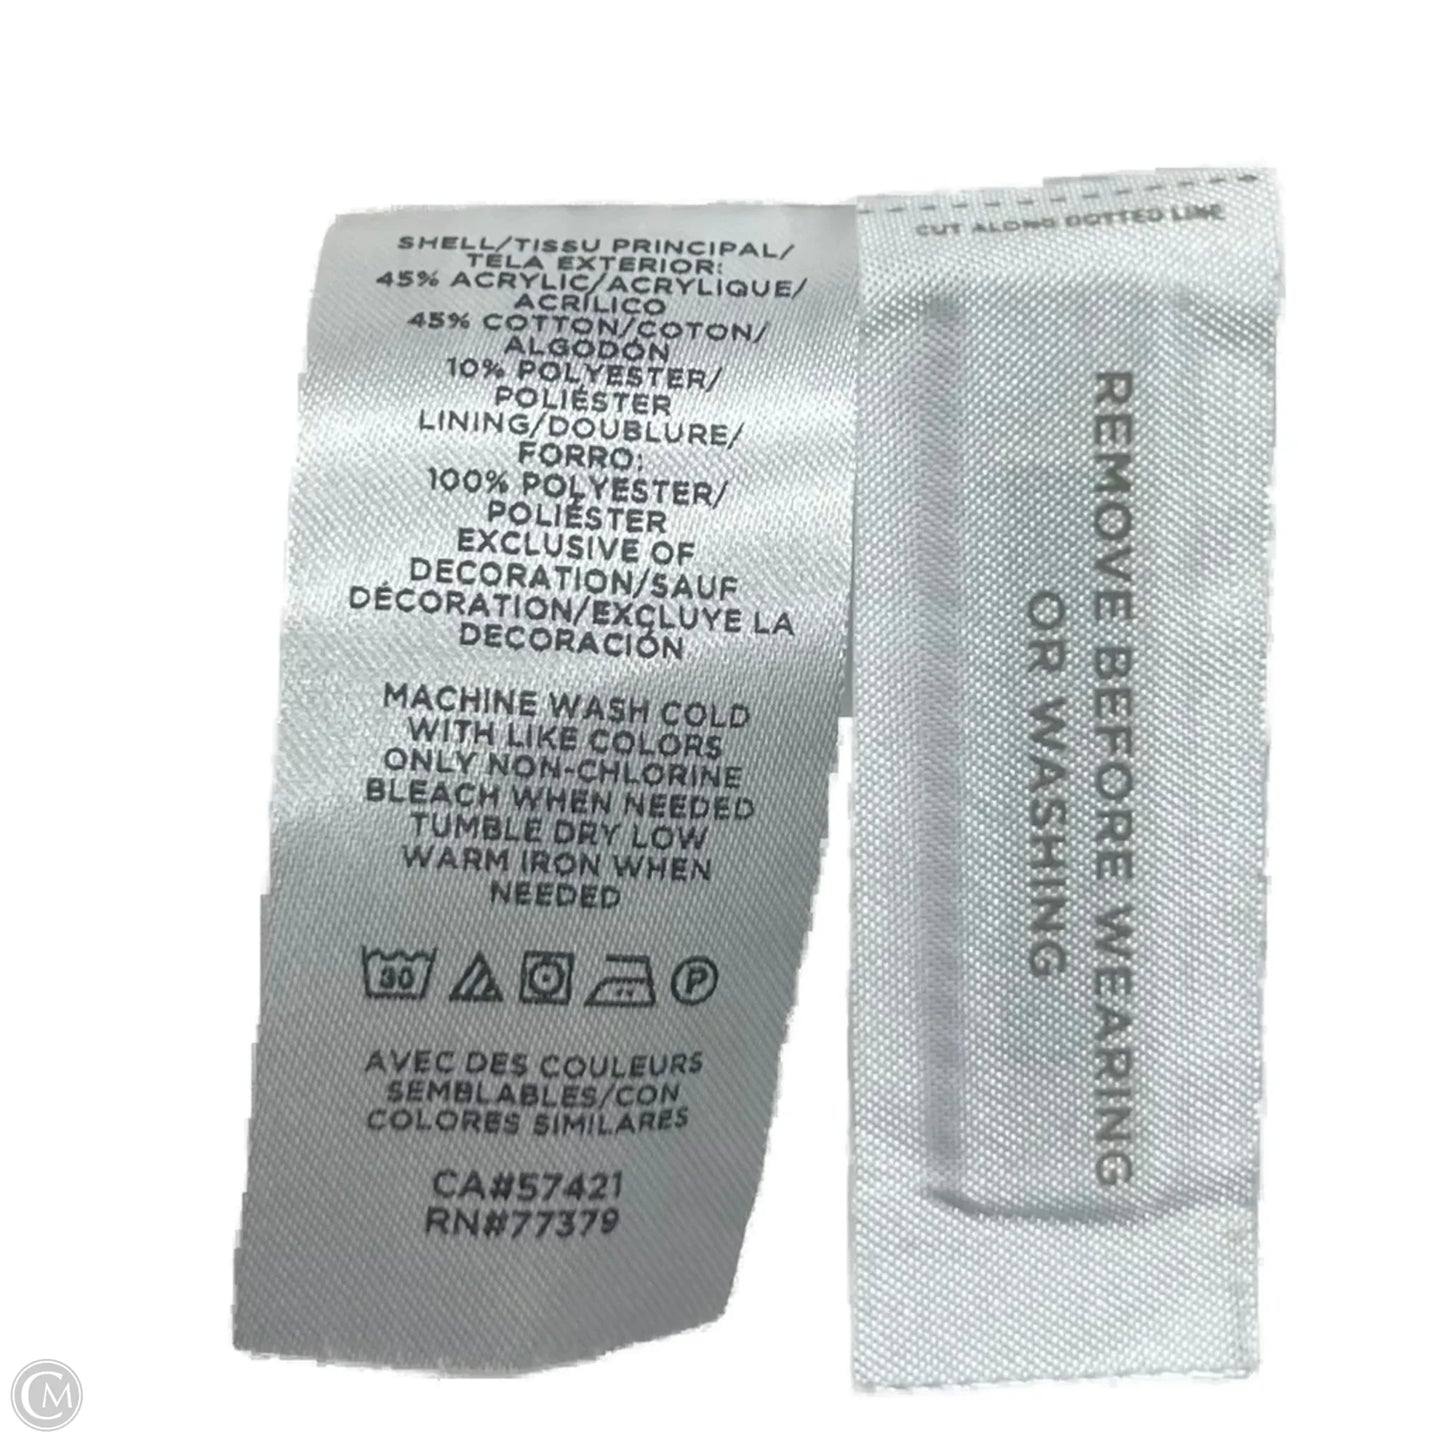 SHELL/TISSU PRINCIPAL/
TELA EXTERIOR:
45% ACRYLIC/ACRYLIQUE/
ACRÍLICO
45% COTTON/COTON/
ALGODÓN
10% POLYESTER/
POLIÉSTER
LINING/DOUBLURE/
FORRO:
100% POLYESTER/
POLIÉSTER
EXCLUSIVE OF
DECORATION/SAUF
DÉCORATION/EXCLUYE LA
DECORACIÓN
MACHINE WASH COLD
WITH LIKE COLORS
ONLY NON-CHLORINE
BLEACH WHEN NEEDED
TUMBLE DRY LOW
WARM IRON WHEN
NEEDED
30 P
AVEC DES COULEURS
SEMBLABLES/CON
COLORES SIMILARES
CA#57421
RN#77379
CUT ALONG DOTTED LINE
REMOVE BEFORE WEARING
OR WASHING
CM